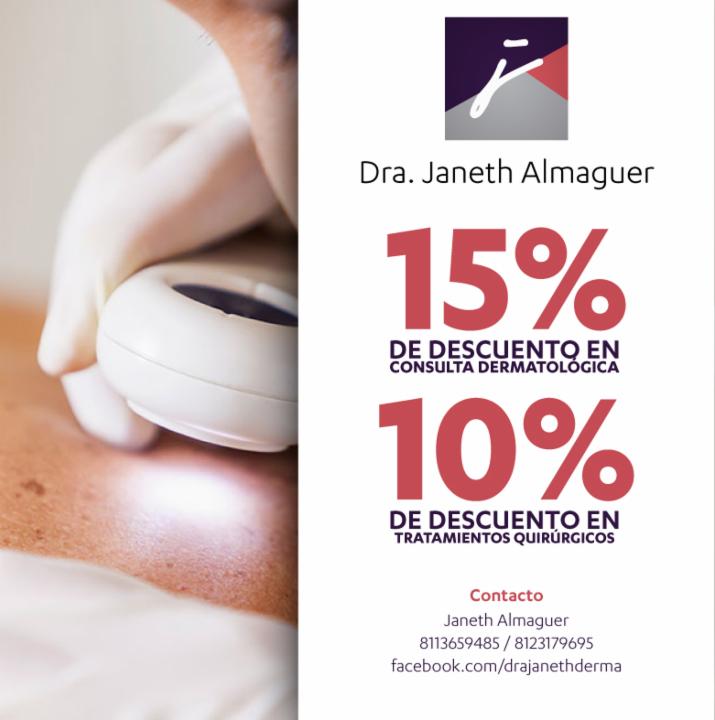 Dra. Janeth Almaguer
15%
DE DESCUENTO EN
CONSULTA DERMATOLÓGICA
10%
DE DESCUENTO EN
TRATAMIENTOS QUIRÚRGICOS
Contacto
Janeth Almaguer
8113659485 / 8123179695
facebook.com/drajanethderma